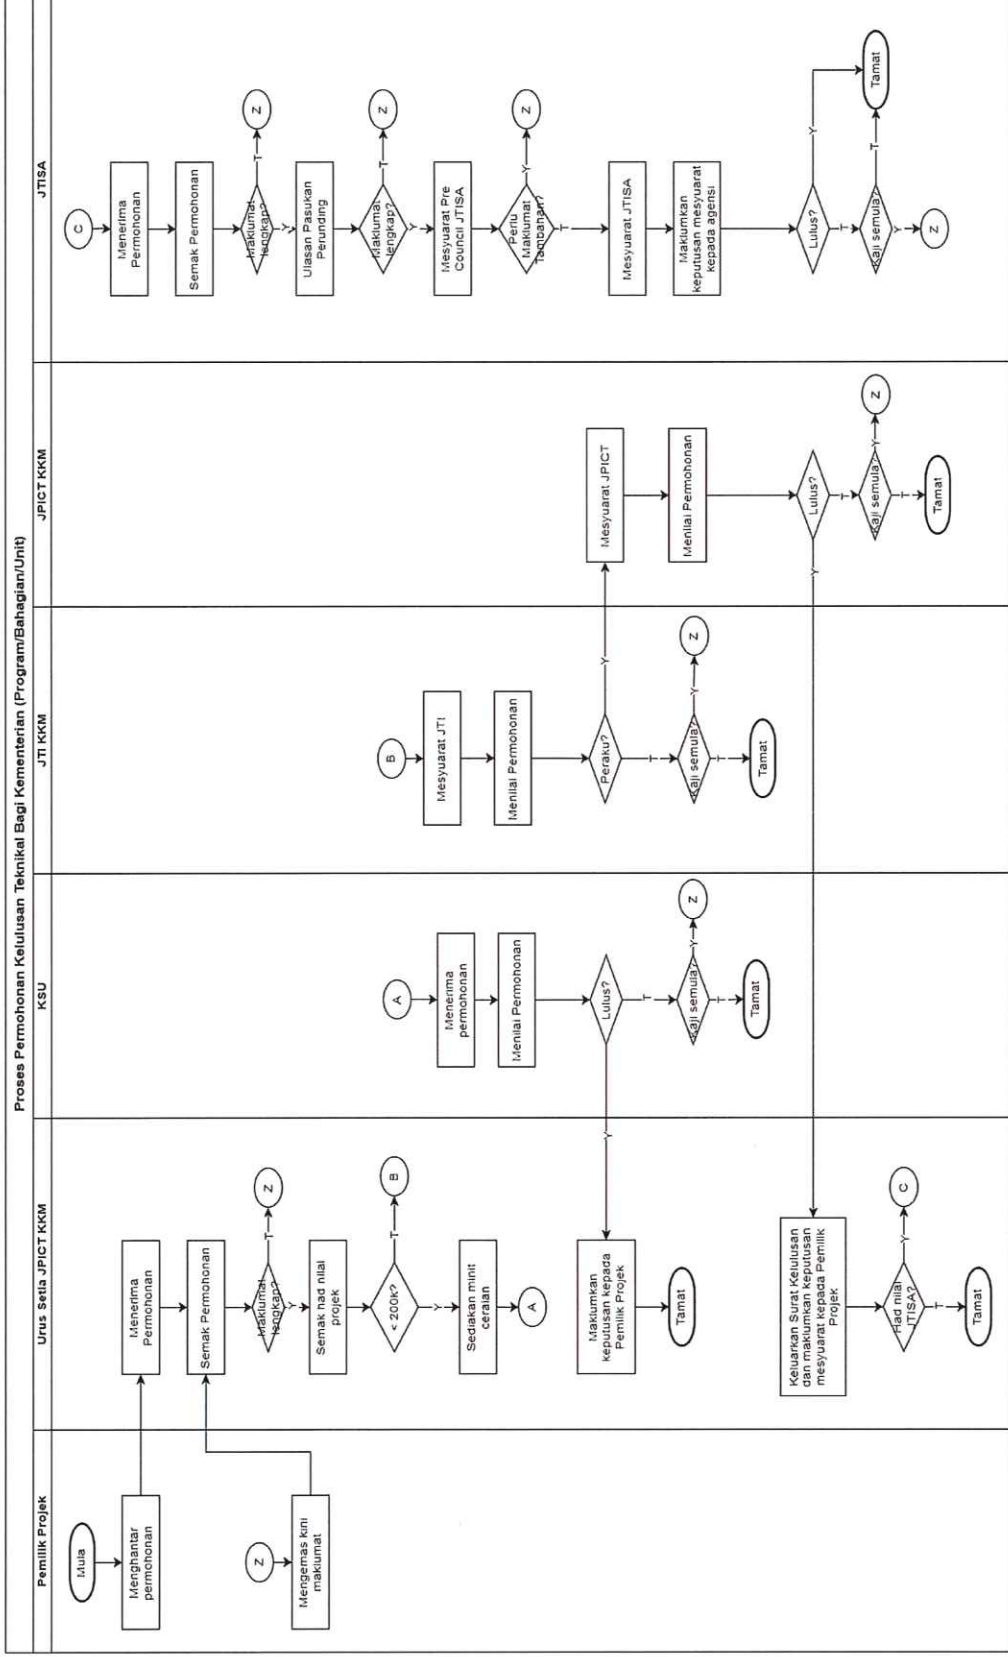 Proses Permohonan Kelulusan Teknikal Bagi Kementerian (Program/Bahagian/Unit)
Pemilik Projek
Mula
Menghantar
permohonan
Z
Mengemas kini
maklumat
Urus Setia JPICT KKM
Menerima
Permohonan
Semak Permohonan
Maklumat
lengkap?
T
Z
Y
Semak had nilai
projek
< 200k?
T
B
Y
Sediakan minit
ceraian
A
Maklumkan
keputusan kepada
Pemilik Projek
Tamat
Keluarkan Surat Kelulusan
dan maklumkan keputusan
mesyuarat kepada Pemilik
Projek
Had nilai
JTISA?
Y
C
T
Tamat
KSU
A
Menerima
permohonan
Menilai Permohonan
Lulus?
Y
T
Kaji semula?
Y
Z
T
Tamat
JTI KKM
B
Mesyuarat JTI
Menilai Permohonan
Peraku?
Y
T
Kaji semula?
Y
Z
T
Tamat
JPICT KKM
Mesyuarat JPICT
Menilai Permohonan
Lulus?
Y
T
Kaji semula?
Y
Z
T
Tamat
JTISA
C
Menerima
Permohonan
Semak Permohonan
Maklumat
lengkap?
T
Z
Y
Ulasan Pasukan
Perunding
Maklumat
lengkap?
T
Z
Y
Mesyuarat Pre
Council JTISA
Perlu
Maklumat
Tambahan?
Y
Z
T
Mesyuarat JTISA
Maklumkan
keputusan mesyuarat
kepada agensi
Lulus?
Y
T
Kaji semula?
T
Tamat
Y
Z